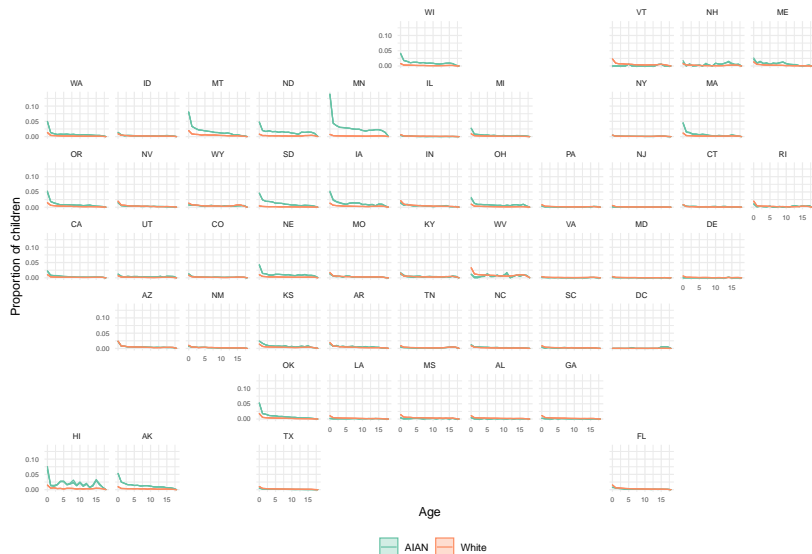 WI VT NH ME
0.10
0.05
0.00
0 5 10 15
WA ID MT ND MN IL MI NY MA
0.10
0.05
0.00
OR NV WY SD IA IN OH PA NJ CT RI
0.10
0.05
0.00
0 5 10 15
CA UT CO NE MO KY WV VA MD DE
0.10
0.05
0.00
0 5 10 15
AZ NM KS AR TN NC SC DC
0.10
0.05
0.00
0 5 10 15 0 5 10 15
OK LA MS AL GA
0.10
0.05
0.00
0 5 10 15 0 5 10 15 0 5 10 15 0 5 10 15
HI AK TX FL
0.10
0.05
0.00
0 5 10 15 0 5 10 15 0 5 10 15 0 5 10 15
Proportion of children
Age
AIAN White